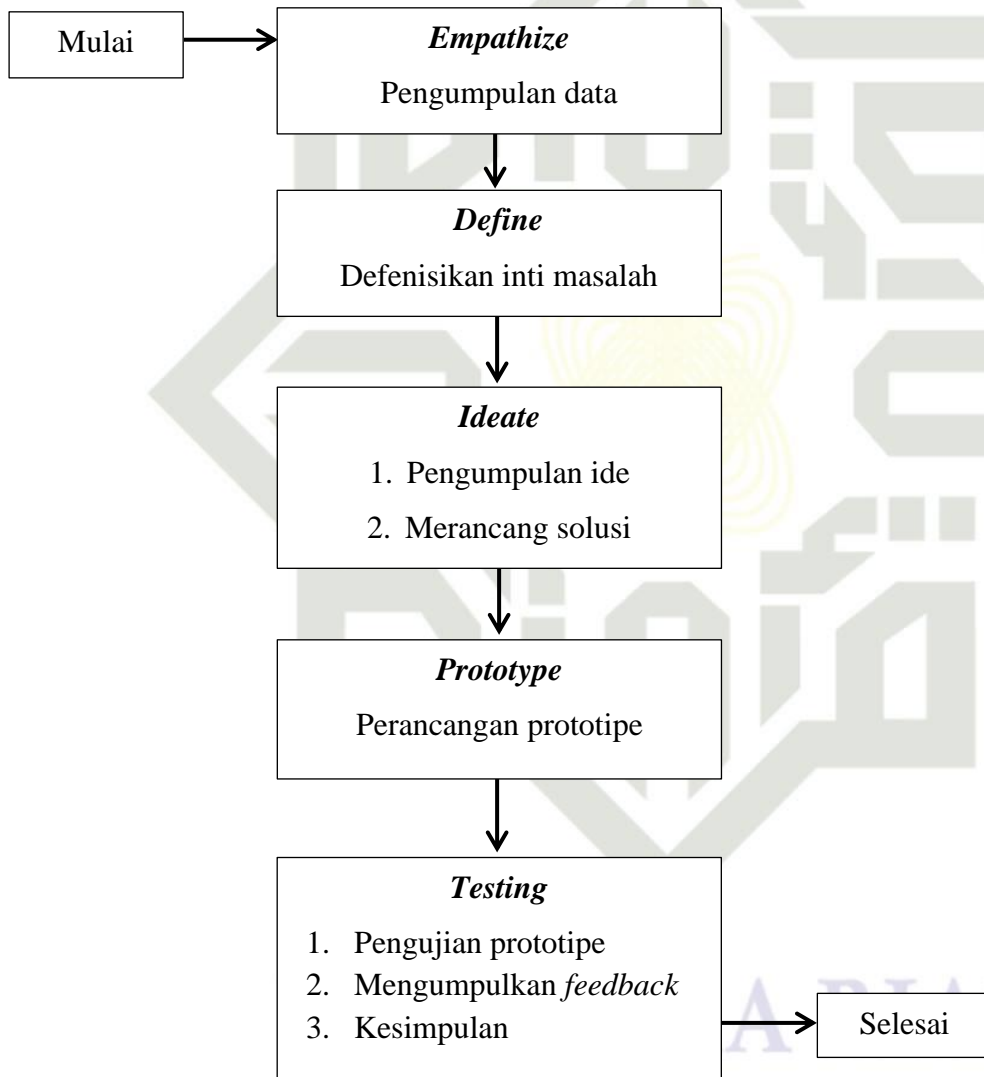 Mulai
Empathize
Pengumpulan data
Define
Defenisikan inti masalah
Ideate
1. Pengumpulan ide
2. Merancang solusi
Prototype
Perancangan prototipe
Testing
1. Pengujian prototipe
2. Mengumpulkan feedback
3. Kesimpulan
Selesai